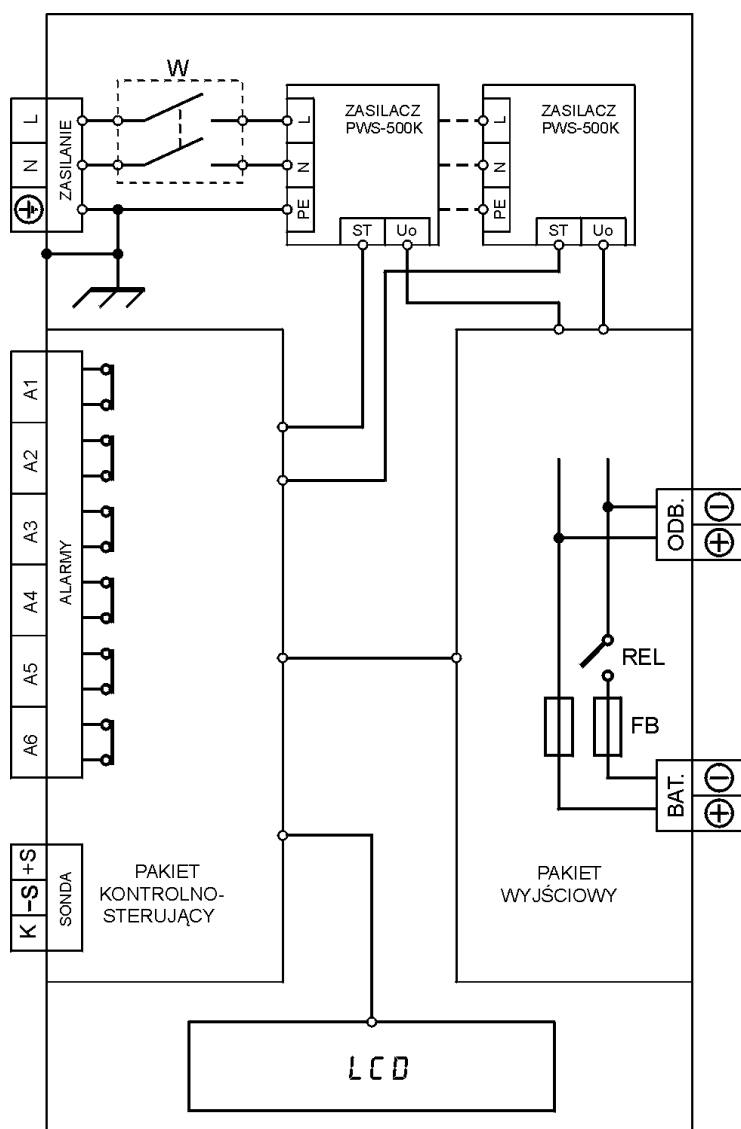 W
L
N
ZASILANIE
L
N
PE
ZASILACZ
PWS-500K
ST
Uo
L
N
PE
ZASILACZ
PWS-500K
ST
Uo
A1
A2
A3
A4
A5
A6
ALARMY
ODB.
REL
FB
BAT.
+S
-S
K
SONDA
PAKIET
KONTROLNO-
STERUJĄCY
PAKIET
WYJŚCIOWY
LCD